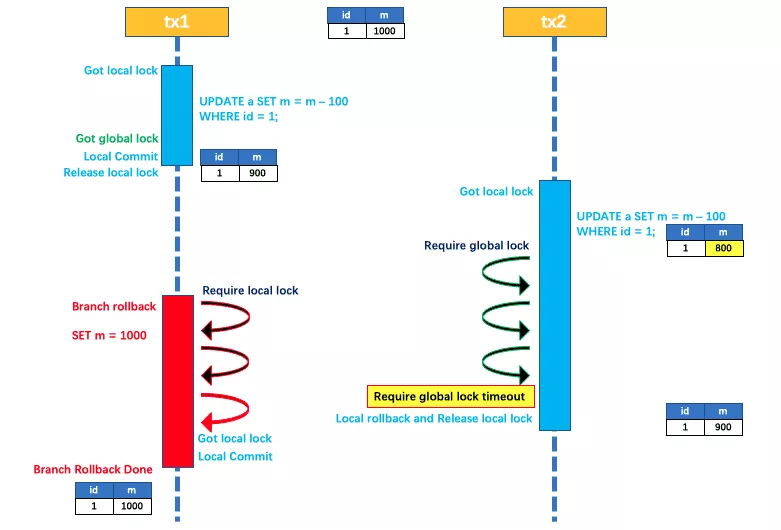 tx1
id m
1 1000
tx2
Got local lock
UPDATE a SET m = m – 100
WHERE id = 1;
Got global lock
Local Commit
Release local lock
id m
1 900
Got local lock
UPDATE a SET m = m – 100
WHERE id = 1;
id m
1 800
Require global lock
Require local lock
Branch rollback
SET m = 1000
Require global lock timeout
Local rollback and Release local lock
id m
1 900
Got local lock
Local Commit
Branch Rollback Done
id m
1 1000